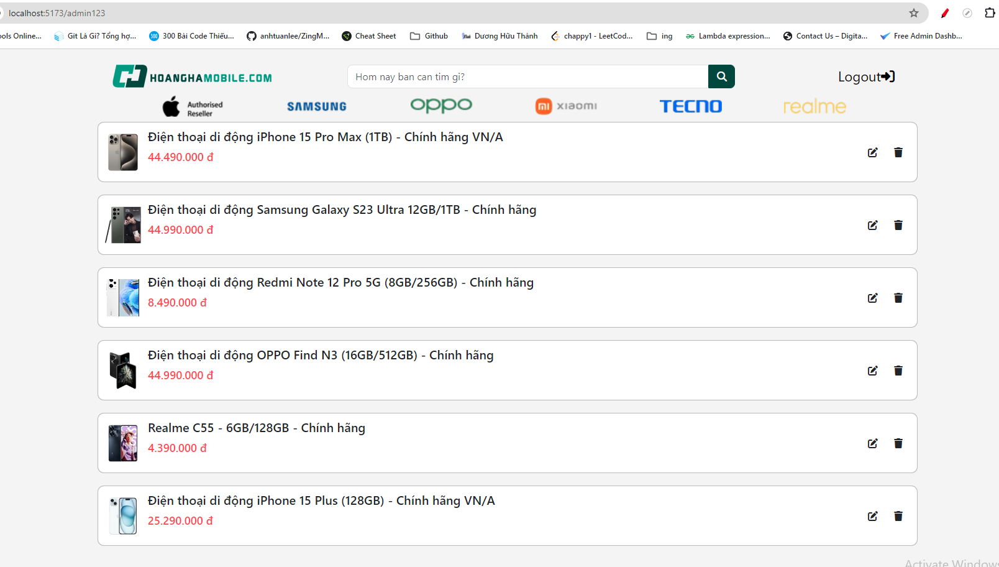 localhost:5173/admin123
ools Online...
Git Là Gì? Tổng hợ...
300 Bài Code Thiếu...
anhtuanlee/ZingM...
Cheat Sheet
Github
Dương Hữu Thành
chappy1 - LeetCod...
ing
Lambda expression...
Contact Us – Digita...
Free Admin Dashb...
HOANGHAMOBILE.COM
Hom nay ban can tim gi?
Logout
Authorised
Reseller
SAMSUNG
oppo
mi xiaomi
TECNO
realme
Điện thoại di động iPhone 15 Pro Max (1TB) - Chính hãng VN/A
44.490.000 đ
Điện thoại di động Samsung Galaxy S23 Ultra 12GB/1TB - Chính hãng
44.990.000 đ
Điện thoại di động Redmi Note 12 Pro 5G (8GB/256GB) - Chính hãng
8.490.000 đ
Điện thoại di động OPPO Find N3 (16GB/512GB) - Chính hãng
44.990.000 đ
Realme C55 - 6GB/128GB - Chính hãng
4.390.000 đ
Điện thoại di động iPhone 15 Plus (128GB) - Chính hãng VN/A
25.290.000 đ
Activate Windows